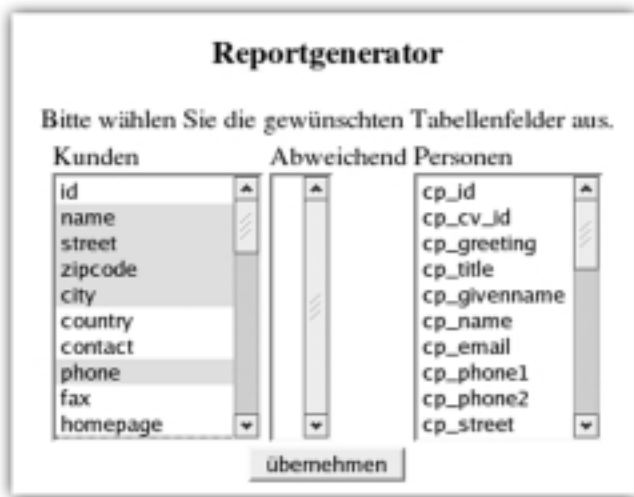 Reportgenerator
Bitte wählen Sie die gewünschten Tabellenfelder aus.
Kunden Abweichend Personen
id
name
street
zipcode
city
country
contact
phone
fax
homepage
cp_id
cp_cv_id
cp_greeting
cp_title
cp_givenname
cp_name
cp_email
cp_phone1
cp_phone2
cp_street
übernehmen